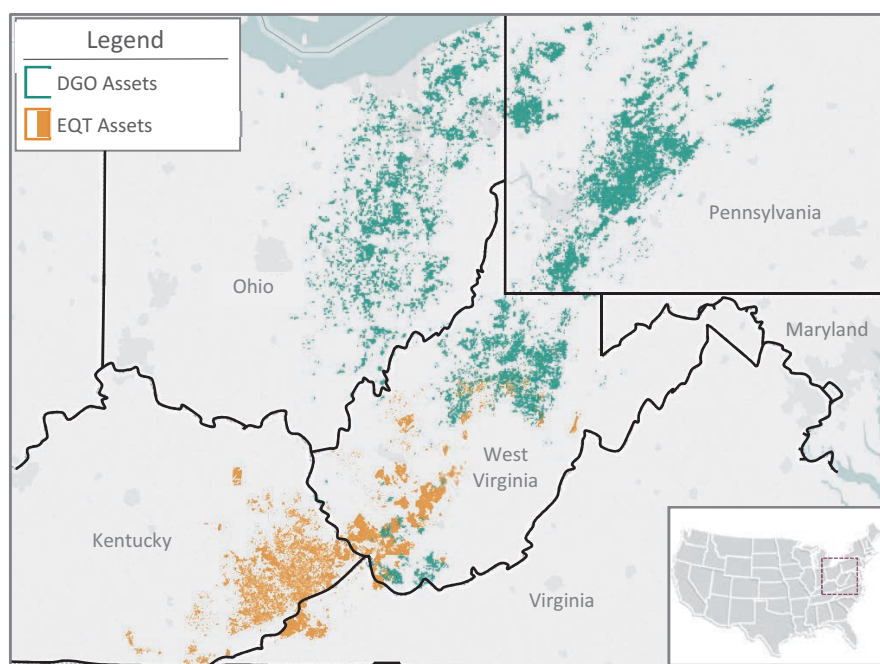 Legend
DGO Assets
EQT Assets
Pennsylvania
Ohio
Maryland
West
Virginia
Kentucky
Virginia